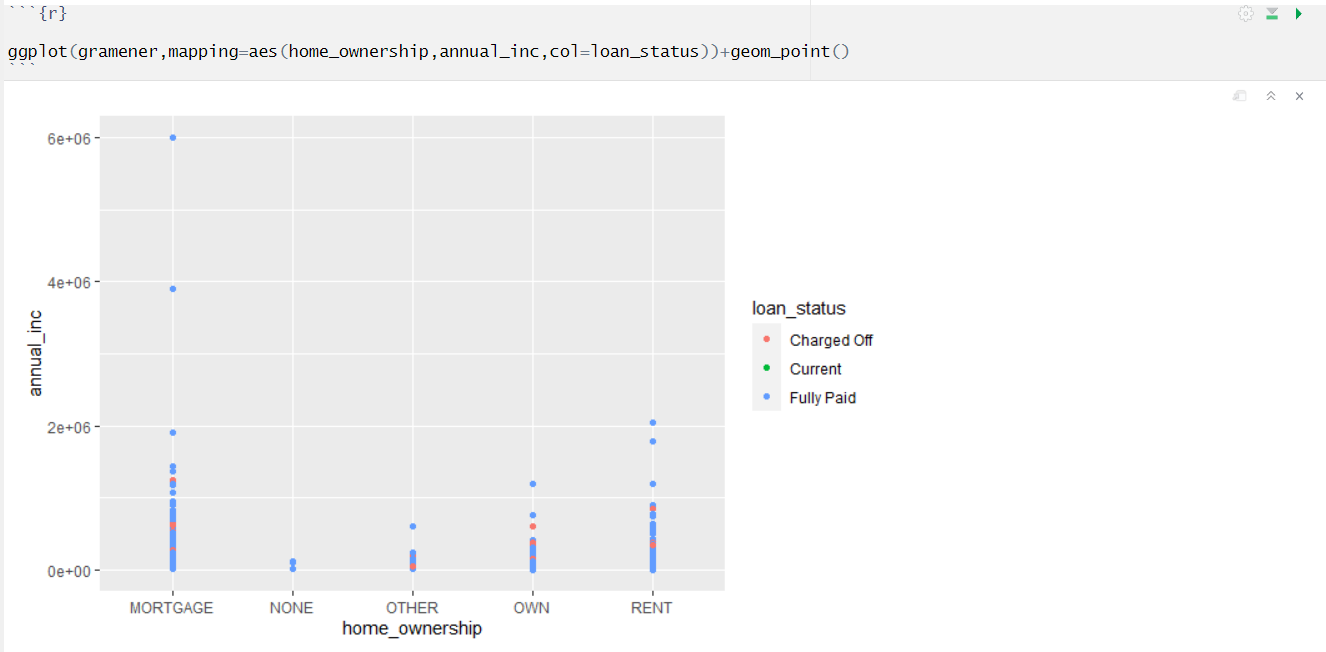 ```{r}
ggplot(gramener,mapping=aes(home_ownership,annual_inc,col=loan_status))+geom_point()
```
6e+06
4e+06
2e+06
0e+00
annual_inc
MORTGAGE NONE OTHER OWN RENT
home_ownership
loan_status
Charged Off
Current
Fully Paid